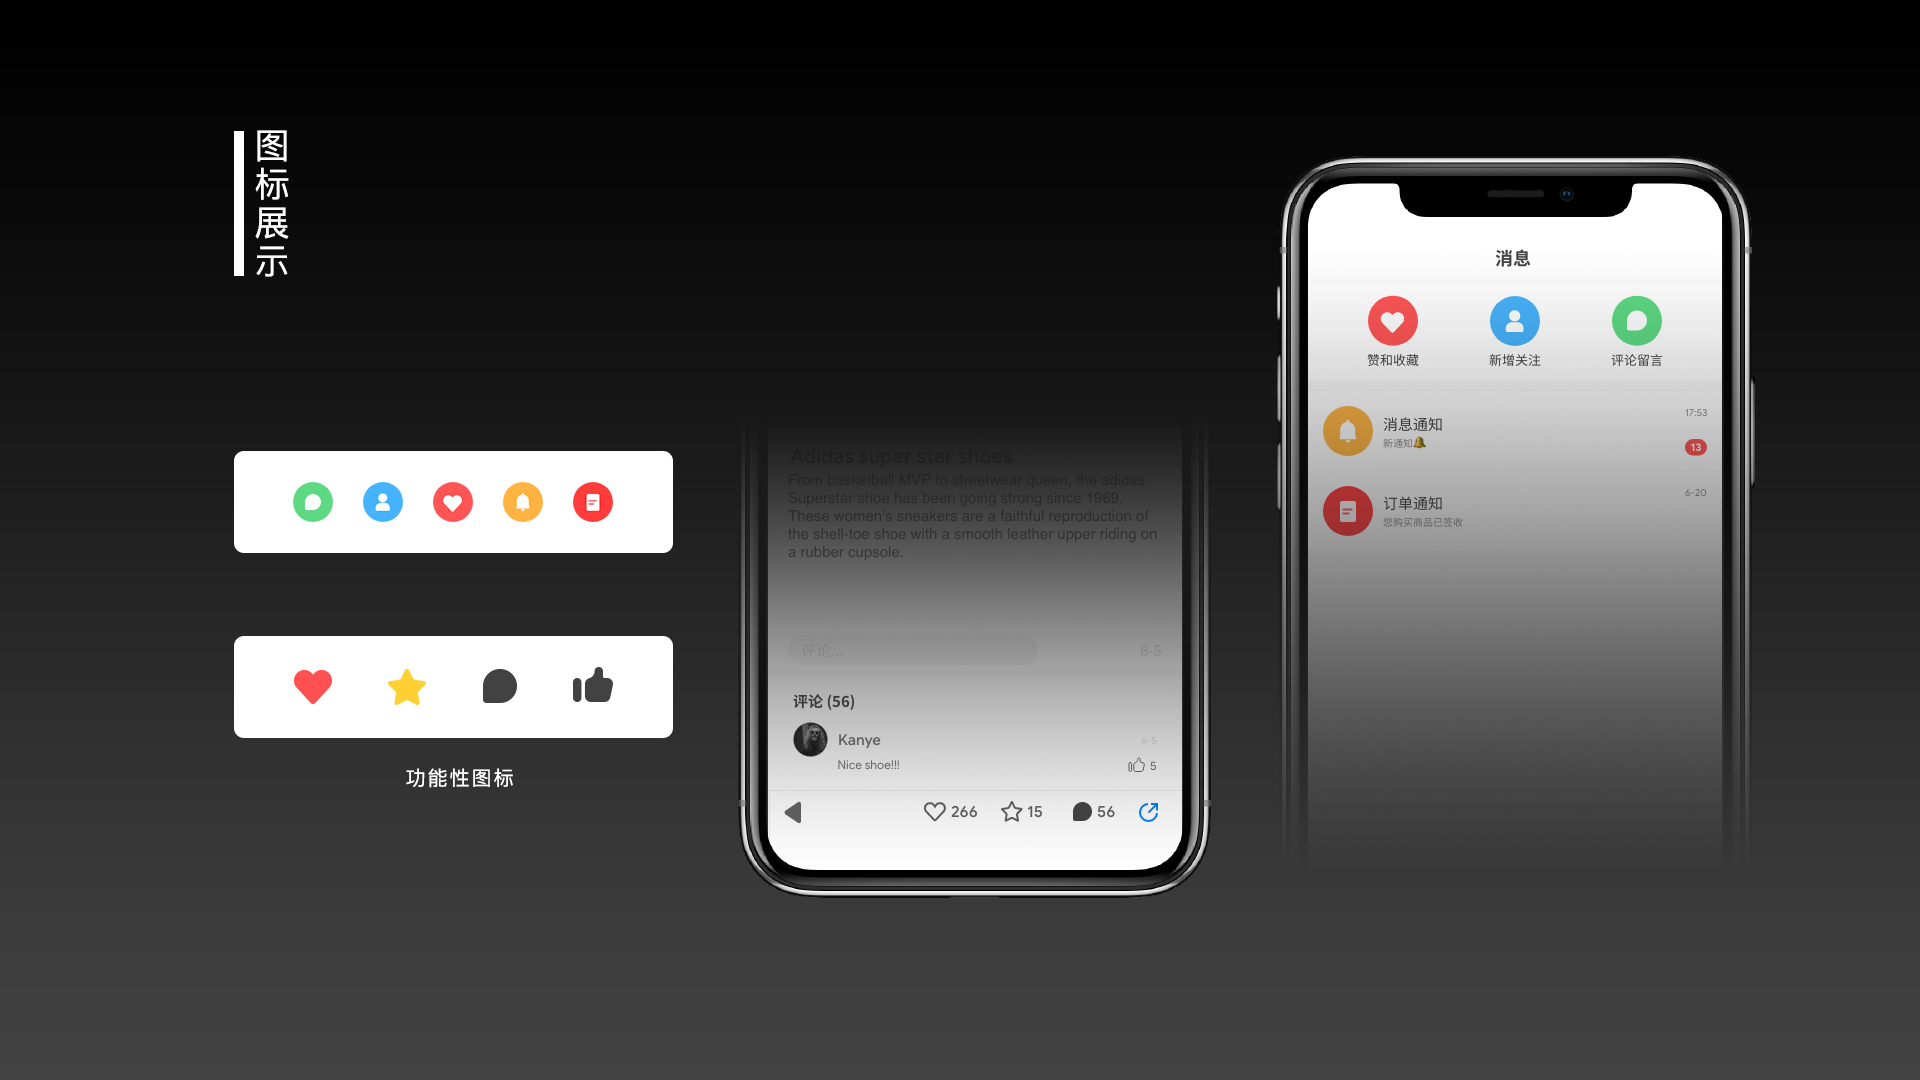 图标展示
功能性图标
Adidas super star shoes
From basketball MVP to streetwear queen, the adidas
Superstar shoe has been going strong since 1969.
These women's sneakers are a faithful reproduction of
the shell-toe shoe with a smooth leather upper riding on
a rubber cupsole.
评论...
6-5
评论 (56)
Kanye
6-5
Nice shoe!!!
5
266
15
56
消息
赞和收藏
新增关注
评论留言
消息通知
17:53
新通知🔔
13
订单通知
6-20
您购买商品已签收